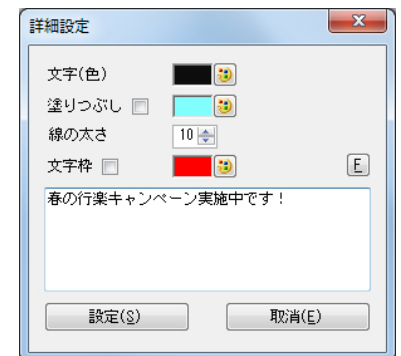 詳細設定
文字(色)
塗りつぶし
線の太さ 10
文字枠
F
春の行楽キャンペーン実施中です！
設定(S) 取消(E)